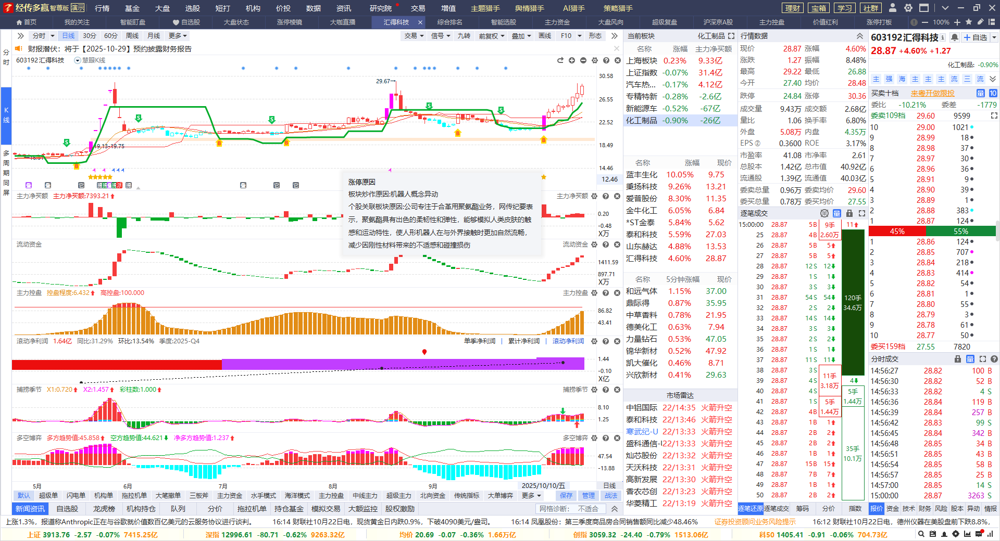 经传多赢 智尊版 演示 行情 基金 大盘 选股 短打 机构 价投 数据 资讯 研究院 交易 增值 主题猎手 舆情猎手 AI猎手 策略猎手 理财 宝箱 学习 社群
首页 我的关注 智能盯盘 自选股 大盘状态 涨停棱镜 大咖直播 汇得科技 × 综合排名 智能选股 主力资金 大盘风向 超级复盘 沪深京A股 主力控盘 价值红利 涨停打板 100%
分时 日线 30分 60分 周线 月线 更多 交易 信号 九转 前复权 叠加 画线 F10 形态
财报潜伏：将于【2025-10-29】预约披露财务报告
分时
K线
多周期同屏
603192 汇得科技 慧眼K线
29.67
19.13-19.75
30.58
26.55
22.52
18.49
14.46
12.46
涨停原因
板块炒作原因:机器人概念异动
个股关联板块原因:公司专注于合革用聚氨酯业务，网传纪要表
示，聚氨酯具有出色的柔韧性和弹性，能够模拟人类皮肤的触
感和运动特性，使人形机器人在与外界接触时更加自然流畅，
减少因刚性材料带来的不适感和碰撞损伤
主力净买额 主力净买额:7393.21 主力净买额
0.20
-0.48
X万
流动资金 流动资金
1411.59
897.71
X万
主力控盘 控盘程度:6.432 高控盘:100.000 主力控盘
86.82
43.41
滚动净利润 1.64亿 同比:31.29% 环比:13.54% 季度:2025-Q4 单季净利润 | 累计净利润 | 滚动净利润
1.44
-0.10
X亿
捕捞季节 X1:0.720 X2:1.457 彩柱数:1.000 捕捞季节
8.10
1.25
多空博弈 多方趋势值:45.858 空方趋势值:44.621 净多方趋势值:1.237 多空博弈
47.54
-13.88
5月 6月 7月 8月 9月 2025/10/10/五 日线
默认 超级单 闪电单 机构单 拖拉机单 大笔撤单 三板斧 主力资金 水手模式 海洋模式 主力控盘 中线主力 超级主力 北向资金 传统指标 大单博弈 更多 保存 管理 战法
新闻资讯 自选股 龙虎榜 机构持仓 队列 分价 拖拉机单 持仓基金 模拟交易 大额监控 股权激励 网格诊断： 不适合
当前板块 化工制品
名称 涨幅 主力净买额
上海板块 0.23% 9.33亿
上证指数 -0.07% 31.4亿
汽车热... -0.17% 4.12亿
专精特新 -0.28% -2.6亿
新能源车 -0.52% -67亿
化工制品 -0.90% -26亿
名称 涨幅 现价
蓝丰生化 10.05% 9.75
秉扬科技 9.26% 13.21
爱普股份 8.30% 11.35
金牛化工 6.05% 6.84
*ST金泰 5.84% 5.62
泰和科技 5.59% 27.03
山东赫达 4.88% 13.53
汇得科技 4.60% 28.87
名称 5分钟涨幅 现价
和远气体 1.15% 37.00
鼎际得 0.87% 35.95
中草香料 0.78% 21.95
德美化工 0.63% 7.94
力量钻石 0.53% 47.05
锦华新材 0.52% 47.92
凯大催化 0.46% 8.71
兴欣新材 0.41% 29.63
市场雷达
中铝国际 22/14:35 火箭升空
泰和科技 22/13:46 火箭升空
寒武纪-U 22/13:33 火箭升空
盛科通信-U 22/13:33 火箭升空
灿芯股份 22/13:32 火箭升空
天沃科技 22/13:31 火箭升空
高新发展 22/13:30 火箭升空
香农芯创 22/13:23 火箭升空
华菱精工 22/13:19 火箭升空
行情数据
现价 28.87 涨幅 4.60%
涨跌 1.27 振幅 8.48%
最高 29.22 最低 26.88
今开 27.40 均价 28.48
跌停 24.84 涨停 30.36
成交量 9.43万 成交额 2.68亿
量比 1.06 换手率 6.80%
外盘 5.08万 内盘 4.35万
EPS② 0.3600 ROE 3.17%
市盈率 41.08 市净率 2.61
总股本 1.42亿 总市值 40.92亿
流通股 1.39亿 流通值 40.03亿
委卖总量 0.96万 委卖均价 29.60
委买总量 0.78万 委买均价 27.55
逐笔成交
15:00:00 28.87 5 B 9手 11
25 28.87 4 B 2.60万
26 28.87 5 B 5
27 28.87 5 B 5
28 28.87 12 S 12
29 28.87 1 S 1
30 28.87 3 S 3
31 28.87 54 S 54 120手
32 28.87 2 S 2 34.6万
33 28.87 14 S 14
34 28.87 3 S 3
35 28.87 2 S 2
36 28.87 1 S 1
37 28.87 11 S 11
38 28.87 3 S 11手
39 28.87 4 S 3.18万 4
40 28.87 4 S 5手
41 28.87 1 S 5手 1.44万
42 28.87 4 B 1.44万
43 28.87 1 B 1
44 28.87 2 B 2
45 28.87 2 B 2 35手
46 28.87 1 B 1 10.1万
47 28.87 15 B 15
48 28.87 7 B 7
49 28.87 1 B 1
50 28.87 2 B 2
逐笔还原 逐笔成交 筹码 分价 指数
603192 汇得科技 自选
28.87 +4.60% +1.27
化工制品: -0.90%
主 强 海 主 主 主 流 三 流
买卖十档 来粤开做跟投 量 10
委比 -10.21% 委差 -1779
委卖109档 29.60 9599
10 29.00 1021
9 28.99 18
8 28.98 37
7 28.97 30
6 28.96 36
5 28.91 9
4 28.90 39
3 28.89 1
2 28.88 383
1 28.87 124
45% 55%
1 28.86 124
2 28.85 707
3 28.84 218
4 28.83 414
5 28.82 54
6 28.81 1
7 28.80 55
8 28.79 3
9 28.78 61
10 28.77 50
委买159档 27.55 7820
分时成交
14:56:27 28.82 100 B
14:56:30 28.82 52 B
14:56:33 28.82 4 S
14:56:36 28.84 119 B
14:56:39 28.84 257 B
14:56:42 28.83 99 S
14:56:45 28.84 342 B
14:56:48 28.85 34 B
14:56:51 28.85 43 B
14:56:54 28.85 58 B
14:56:57 28.85 25 B
14:57:00 28.85 14 S
15:00:00 28.87 3263 S
报价 资金 技术 财务 风险 股本 异动 情报
上涨1.3%，报道称Anthropic正在与谷歌就价值数百亿美元的云服务协议进行谈判。 16:14 财联社10月22日电，现货黄金日内跌0.9%，下破4090美元/盎司。 16:14 凤凰股份：第三季度商品房合同销售额同比减少48.46% 证券投资顾问业务风险提示 16:12 财联社10月22日电，德州仪器在美股盘前下跌8.8%，
上证 3913.76 -2.57 -0.07% 7415.25亿 深指 12996.61 -80.71 -0.62% 9263.32亿 均价 20.69 -0.07 -0.36% 1.66万亿 创指 3059.32 -24.40 -0.79% 1513.06亿 科50 1405.41 -0.91 -0.06% 704.73亿